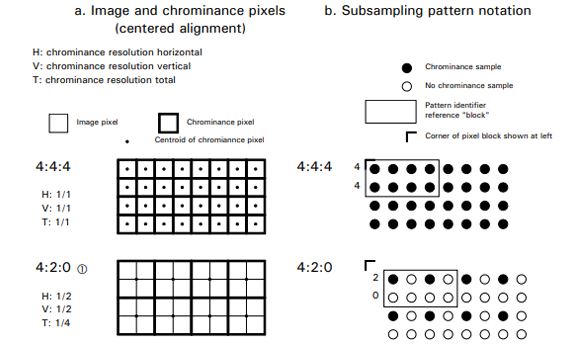 a. Image and chrominance pixels
(centered alignment)
b. Subsampling pattern notation
H: chrominance resolution horizontal
V: chrominance resolution vertical
T: chrominance resolution total
Image pixel
Chrominance pixel
Centroid of chromiannce pixel
Chrominance sample
No chrominance sample
Pattern identifier
reference "block"
Corner of pixel block shown at left
4:4:4
H: 1/1
V: 1/1
T: 1/1
4:4:4
4
4
4:2:0 ①
H: 1/2
V: 1/2
T: 1/4
4:2:0
2
0